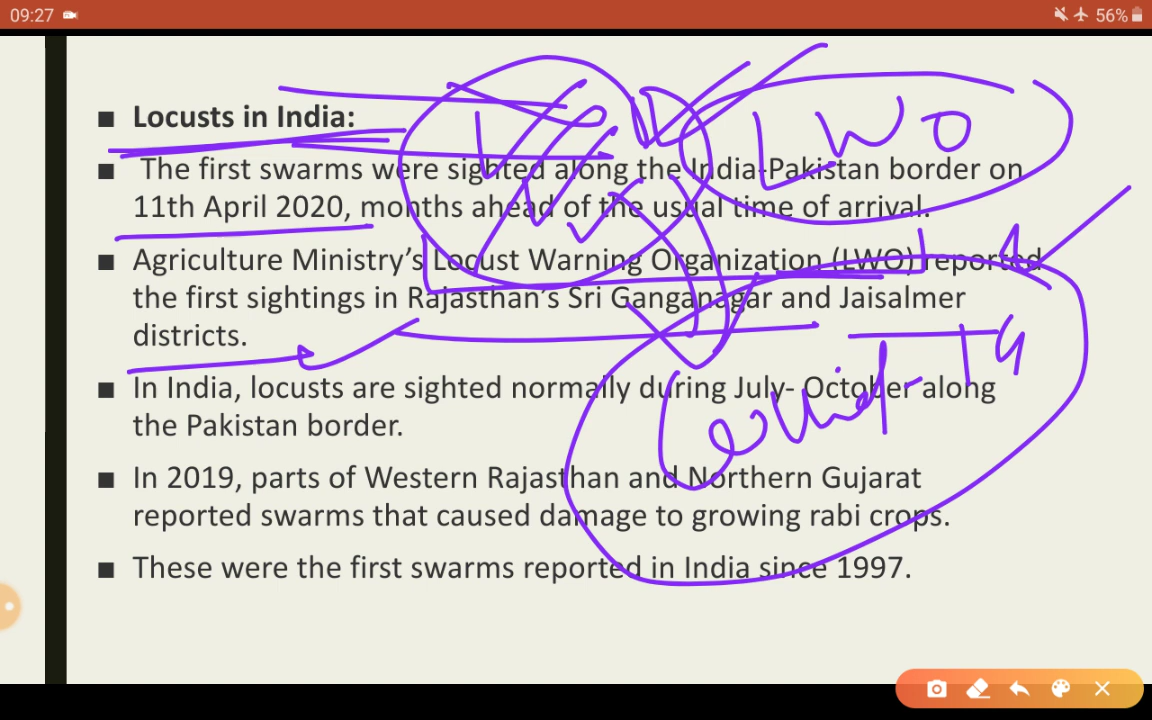 09:27
56%
Locusts in India:
The first swarms were sighted along the India-Pakistan border on
11th April 2020, months ahead of the usual time of arrival.
Agriculture Ministry’s Locust Warning Organization (LWO) reported
the first sightings in Rajasthan’s Sri Ganganagar and Jaisalmer
districts.
In India, locusts are sighted normally during July- October along
the Pakistan border.
In 2019, parts of Western Rajasthan and Northern Gujarat
reported swarms that caused damage to growing rabi crops.
These were the first swarms reported in India since 1997.
LWO
Covid-19